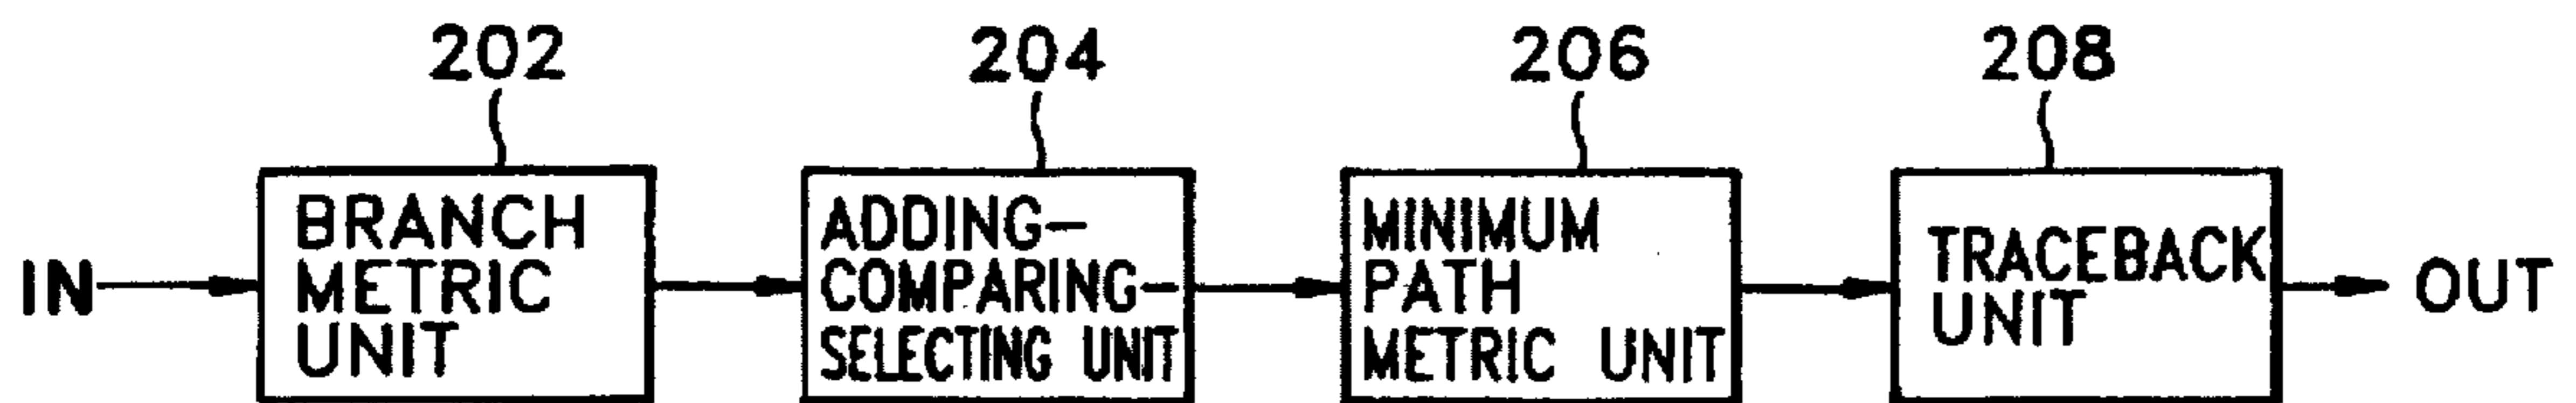 202 204 206 208
IN
BRANCH
METRIC
UNIT
ADDING-
COMPARING-
SELECTING UNIT
MINIMUM
PATH
METRIC UNIT
TRACEBACK
UNIT
OUT